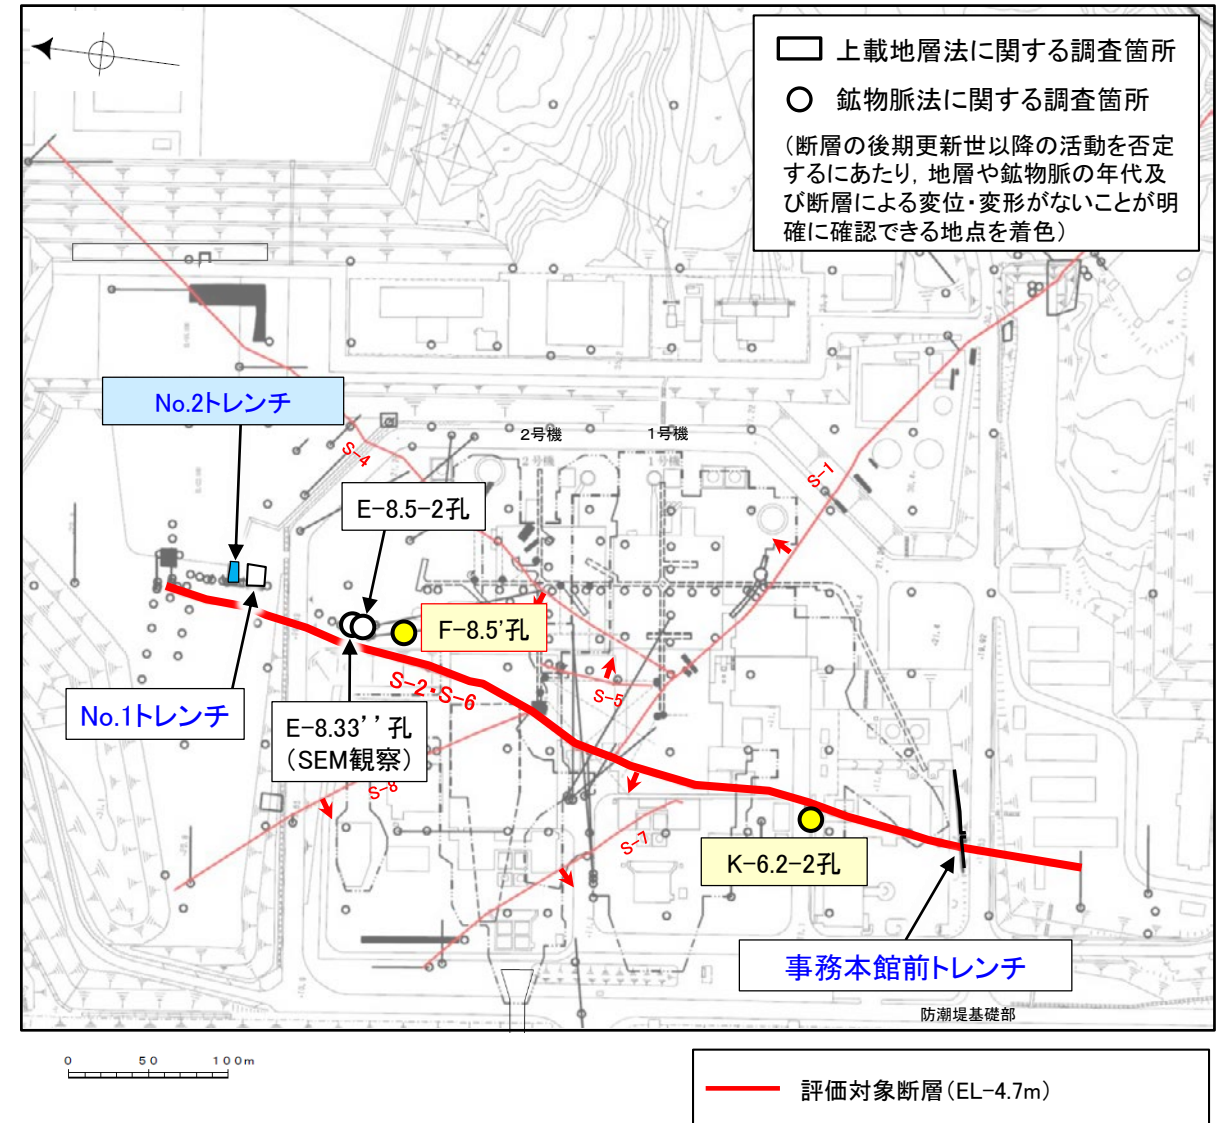 上載地層法に関する調査箇所
鉱物脈法に関する調査箇所
（断層の後期更新世以降の活動を否定
するにあたり，地層や鉱物脈の年代及
び断層による変位・変形がないことが明
確に確認できる地点を着色）
No.2トレンチ
2号機
1号機
2号機
1号機
S-4
S-1
E-8.5-2孔
F-8.5’孔
S-2・S-6
S-5
No.1トレンチ
E-8.33’’孔
（SEM観察）
S-8
S-7
K-6.2-2孔
事務本館前トレンチ
防潮堤基礎部
0 50 100m
評価対象断層（EL-4.7m）